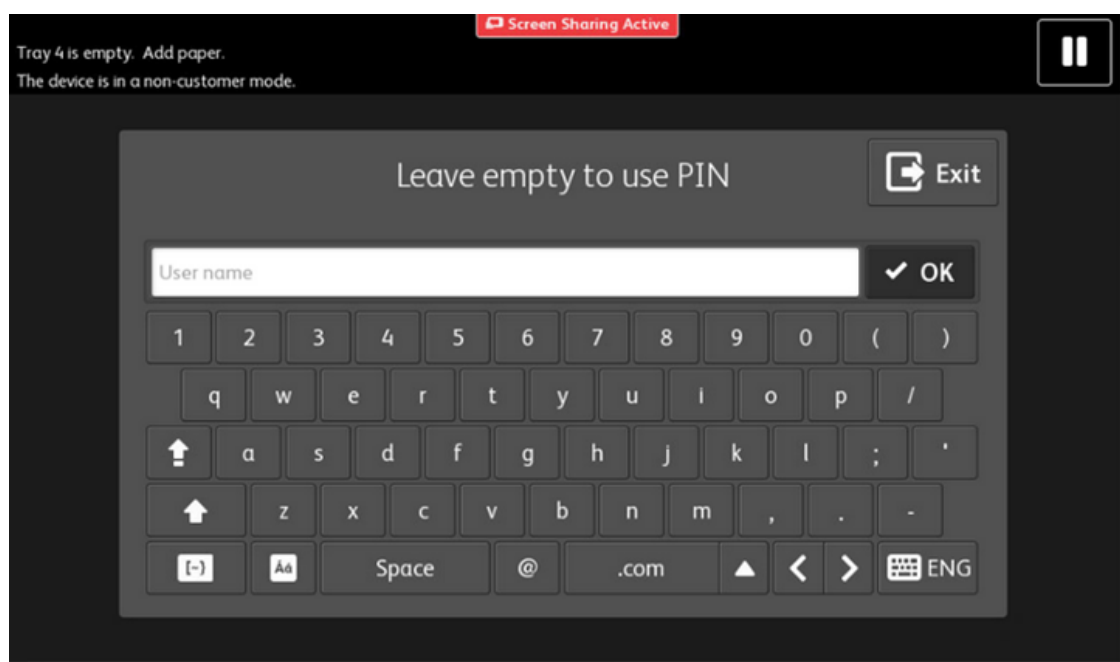 Screen Sharing Active
Tray 4 is empty. Add paper.
The device is in a non-customer mode.
Leave empty to use PIN
Exit
User name
OK
1 2 3 4 5 6 7 8 9 0 ( )
q w e r t y u i o p /
a s d f g h j k l ; '
z x c v b n m , . -
[~] Áá Space @ .com ENG